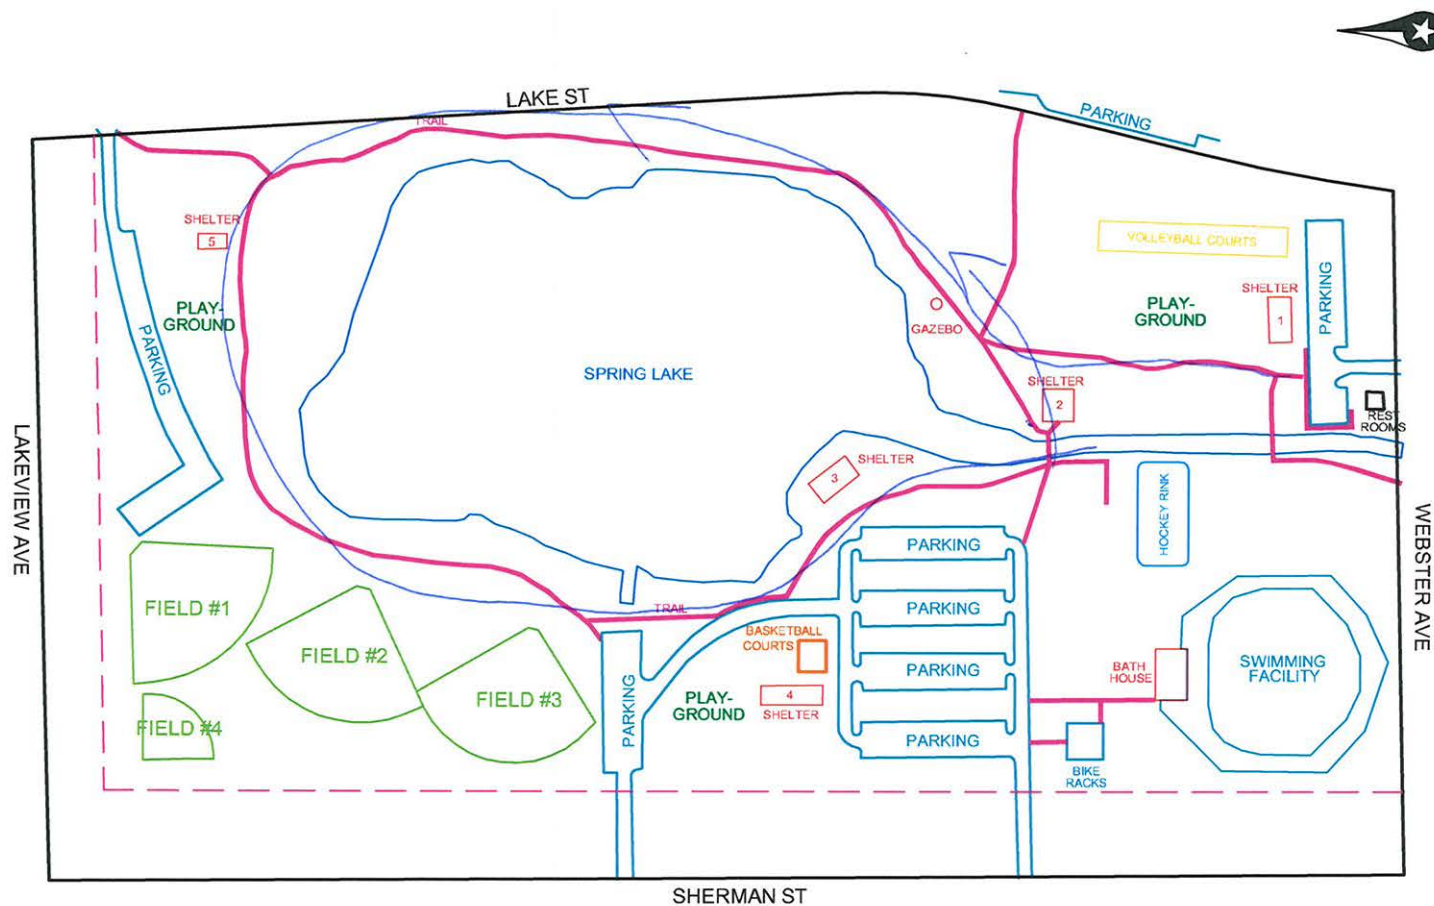 LAKE ST
PARKING
TRAIL
SHELTER
5
VOLLEYBALL COURTS
PLAY-
GROUND
PARKING
SHELTER
1
PLAY-
GROUND
PARKING
GAZEBO
SPRING LAKE
SHELTER
2
REST
ROOMS
LAKEVIEW AVE
SHELTER
3
HOCKEY RINK
WEBSTER AVE
PARKING
FIELD #1
TRAIL
PARKING
FIELD #2
BASKETBALL
COURTS
BATH
HOUSE
SWIMMING
FACILITY
PARKING
FIELD #3
PARKING
PLAY-
GROUND
4
SHELTER
FIELD #4
PARKING
BIKE
RACKS
SHERMAN ST